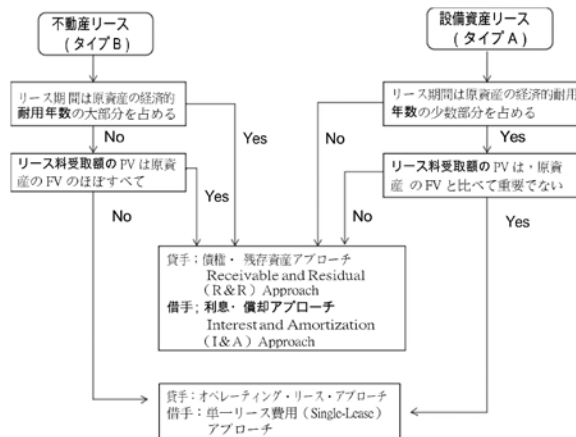 不動産リース
（タイプB）
設備資産リース
（タイプA）
リース期間は原資産の経済的
耐用年数の大部分を占める
リース期間は原資産の経済的耐用
年数の少数部分を占める
No
Yes
No
Yes
リース料受取額の PV は原資
産の FV のほぼすべて
リース料受取額の PV は・原資
産 の FV と比べて重要でない
Yes
No
No
Yes
貸手；債権・ 残存資産アプローチ
Receivable and Residual
（R&R）Approach
借手; 利息・償却アプローチ
Interest and Amortization
（I&A）Approach
貸手：オペレーティング・リース・アプローチ
借手：単一リース費用（Single-Lease）
アプローチ